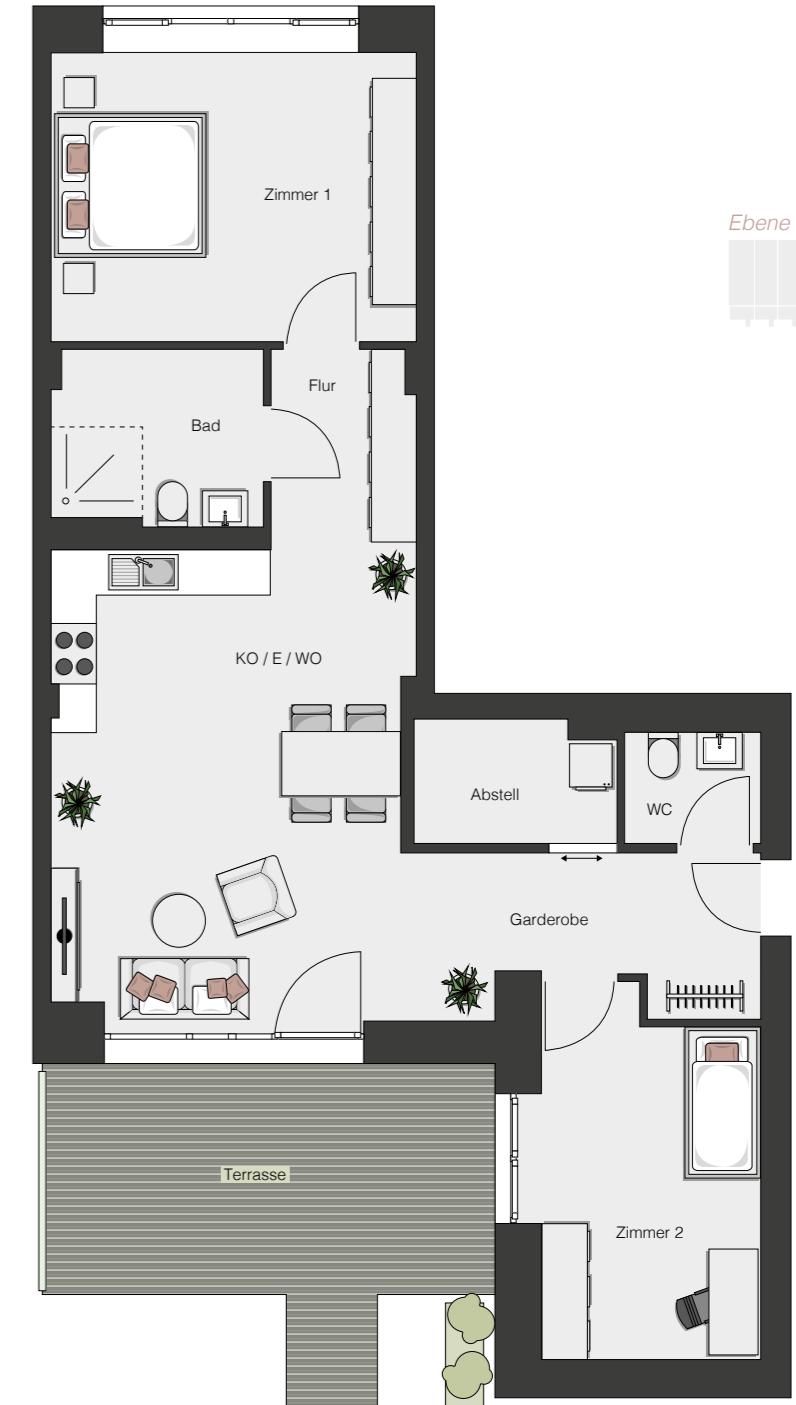 Zimmer 1
Ebene
Flur
Bad
KO / E / WO
Abstell
WC
Garderobe
Terrasse
Zimmer 2